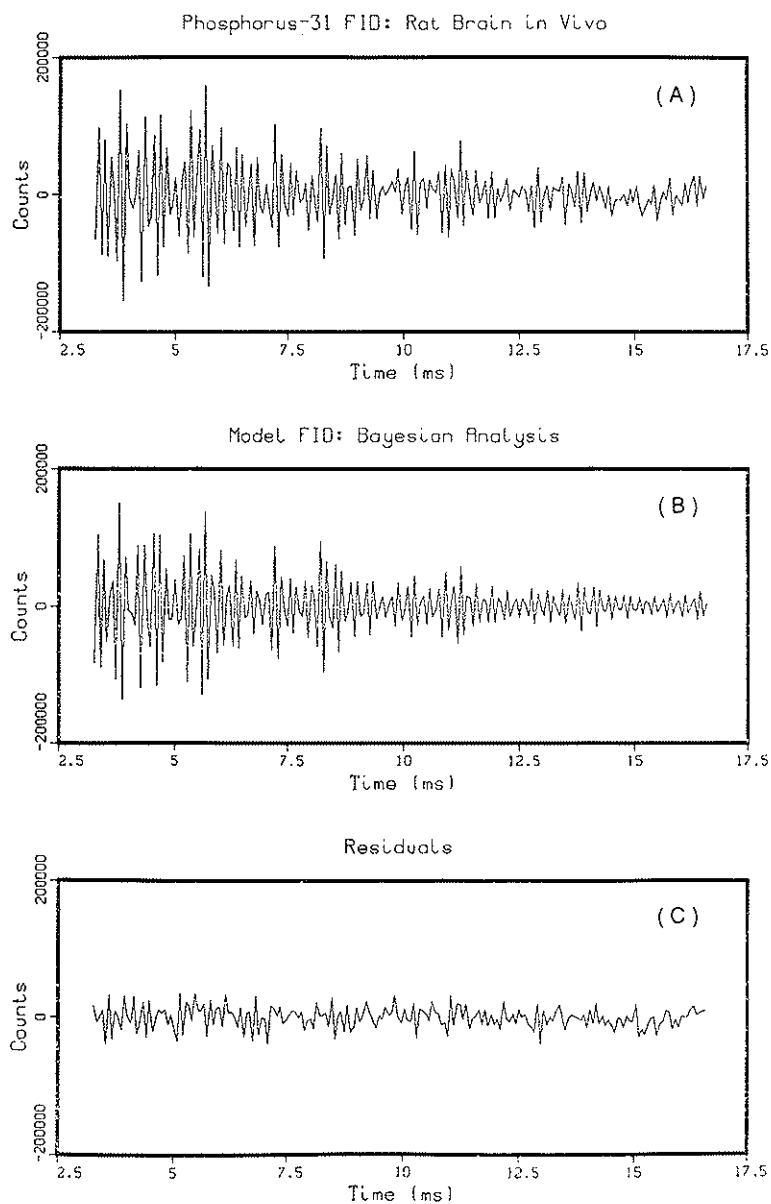 Phosphorus-31 FID: Rat Brain in Vivo
(A)
200000
0
-200000
Counts
2.5 5 7.5 10 12.5 15 17.5
Time (ms)
Model FID: Bayesian Analysis
(B)
200000
0
-200000
Counts
2.5 5 7.5 10 12.5 15 17.5
Time (ms)
Residuals
(C)
200000
0
-200000
Counts
2.5 5 7.5 10 12.5 15 17.5
Time (ms)